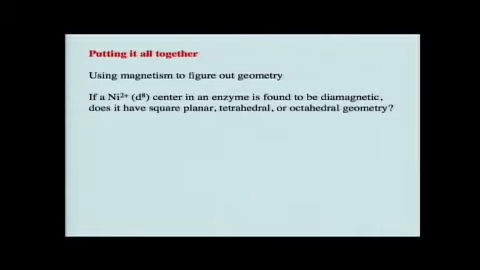 Putting it all together
Using magnetism to figure out geometry
If a Ni²⁺ (d⁸) center in an enzyme is found to be diamagnetic,
does it have square planar, tetrahedral, or octahedral geometry?